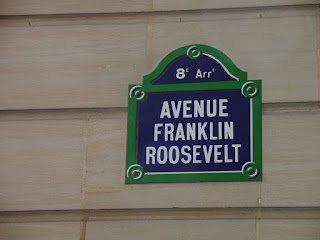 8ᵉ Arrᵗ
AVENUE
FRANKLIN
ROOSEVELT